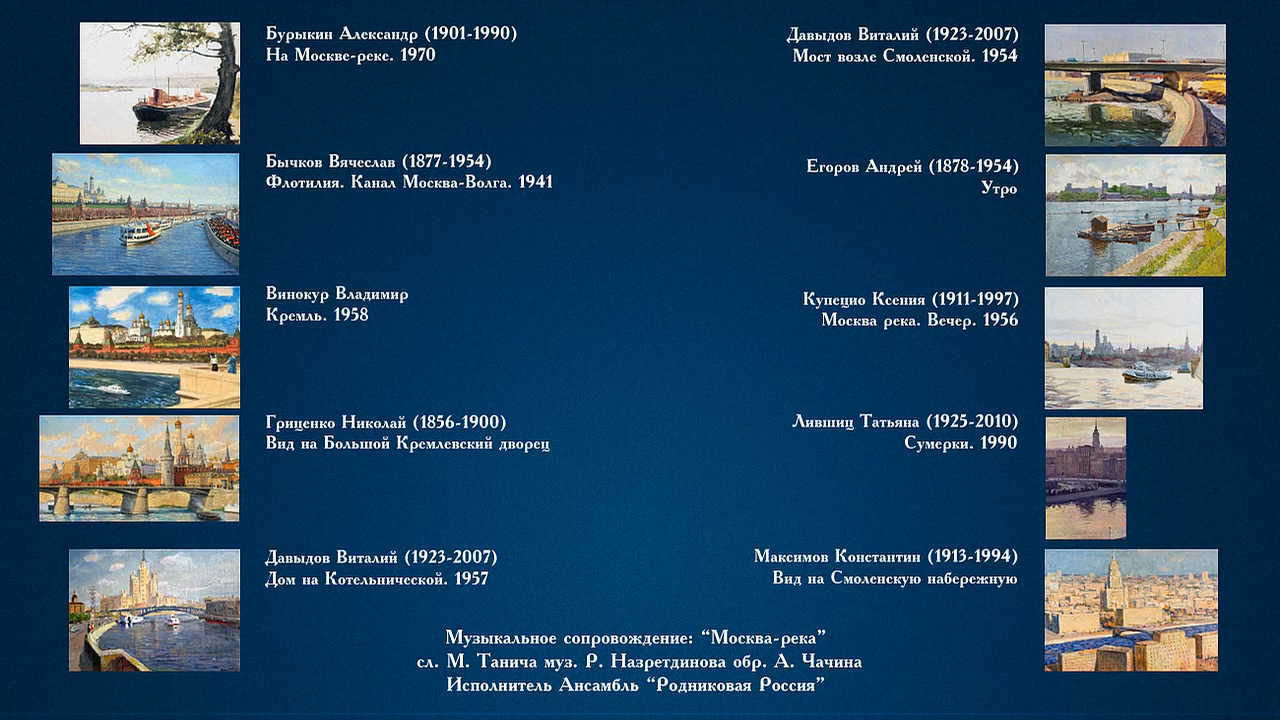 Бурыкин Александр (1901-1990)
На Москве-реке. 1970
Бычков Вячеслав (1877-1954)
Флотилия. Канал Москва-Волга. 1941
Винокур Владимир
Кремль. 1958
Гриценко Николай (1856-1900)
Вид на Большой Кремлевский дворец
Давыдов Виталий (1923-2007)
Дом на Котельнической. 1957
Давыдов Виталий (1923-2007)
Мост возле Смоленской. 1954
Егоров Андрей (1878-1954)
Утро
Купецио Ксения (1911-1997)
Москва река. Вечер. 1956
Лившиц Татьяна (1925-2010)
Сумерки. 1990
Максимов Константин (1913-1994)
Вид на Смоленскую набережную
Музыкальное сопровождение: “Москва-река”
сл. М. Танича муз. Р. Назретдинова обр. А. Чачина
Исполнитель Ансамбль “Родниковая Россия”